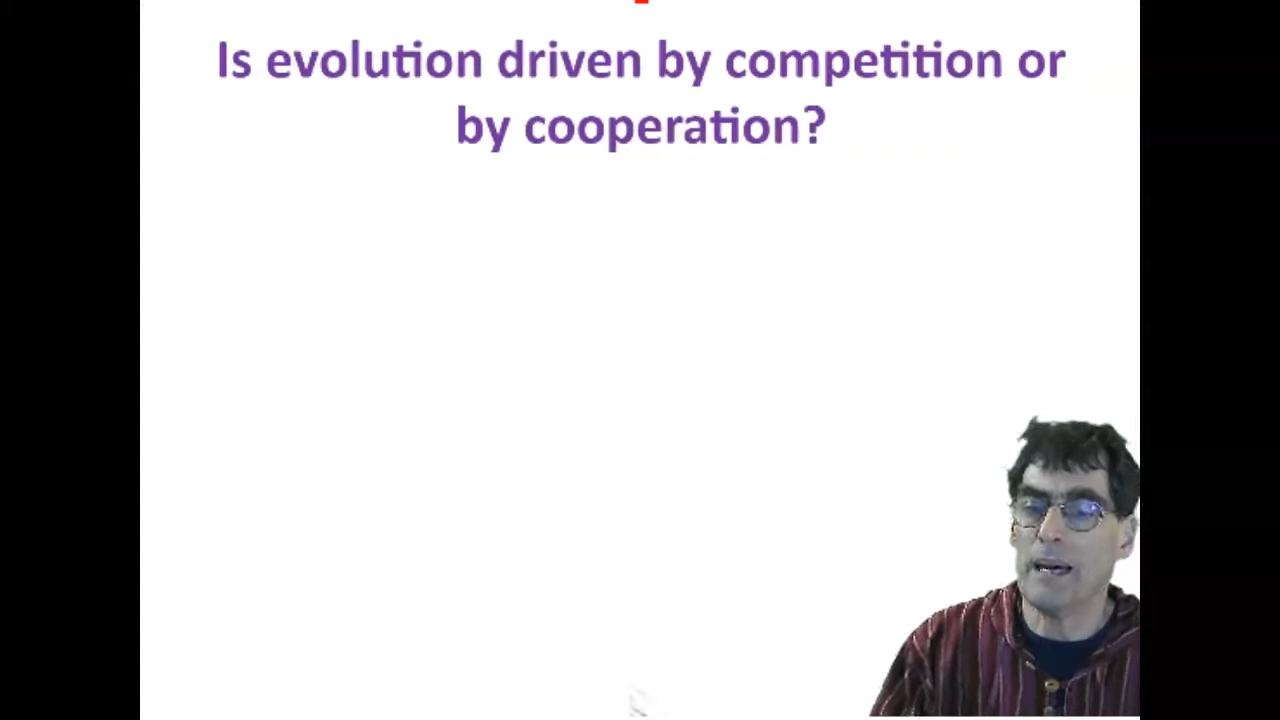 Is evolution driven by competition or
by cooperation?